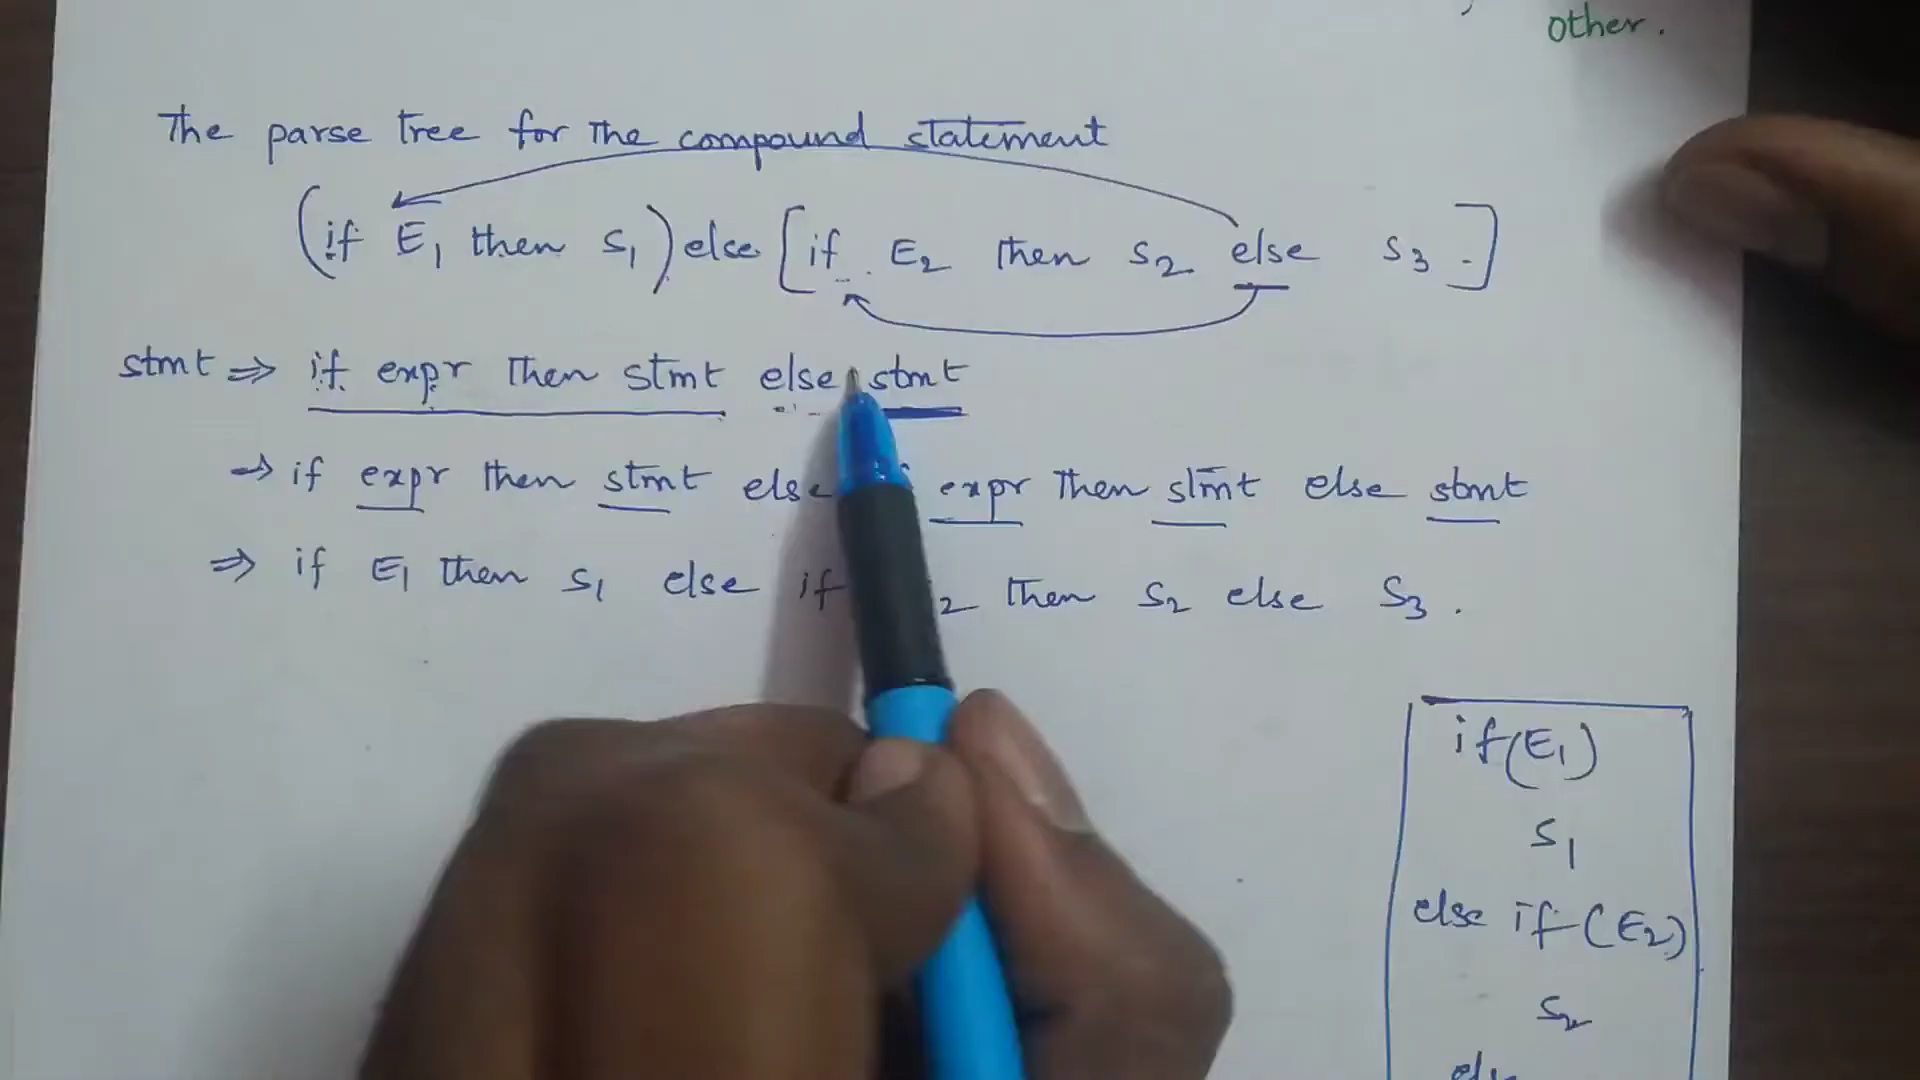 other.
The parse tree for the compound statement
(if E1 then S1) else [if E2 then S2 else S3.]
stmt ⇒ if expr then stmt else stmt
→ if expr then stmt else expr then stmt else stmt
⇒ if E1 then S1 else if 2 then S2 else S3.
if(E1)
S1
else if(E2)
S2